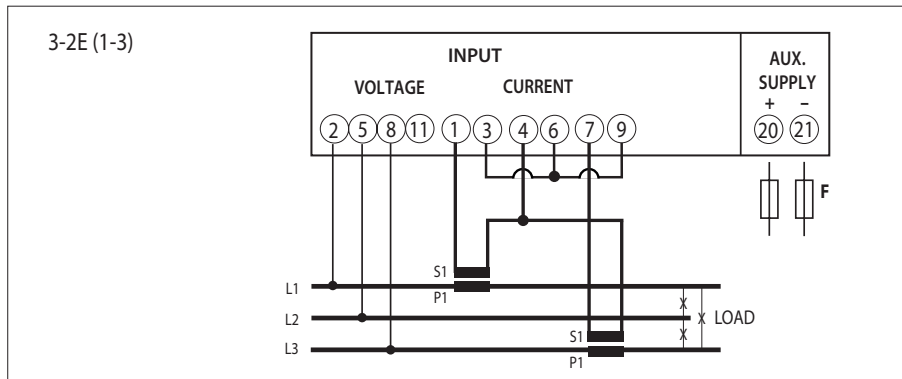 3-2E (1-3)
INPUT
VOLTAGE CURRENT
AUX.
SUPPLY
+ –
2 5 8 11 1 3 4 6 7 9 20 21
F
S1
L1
P1
L2
X X LOAD
X
X
S1
L3
P1